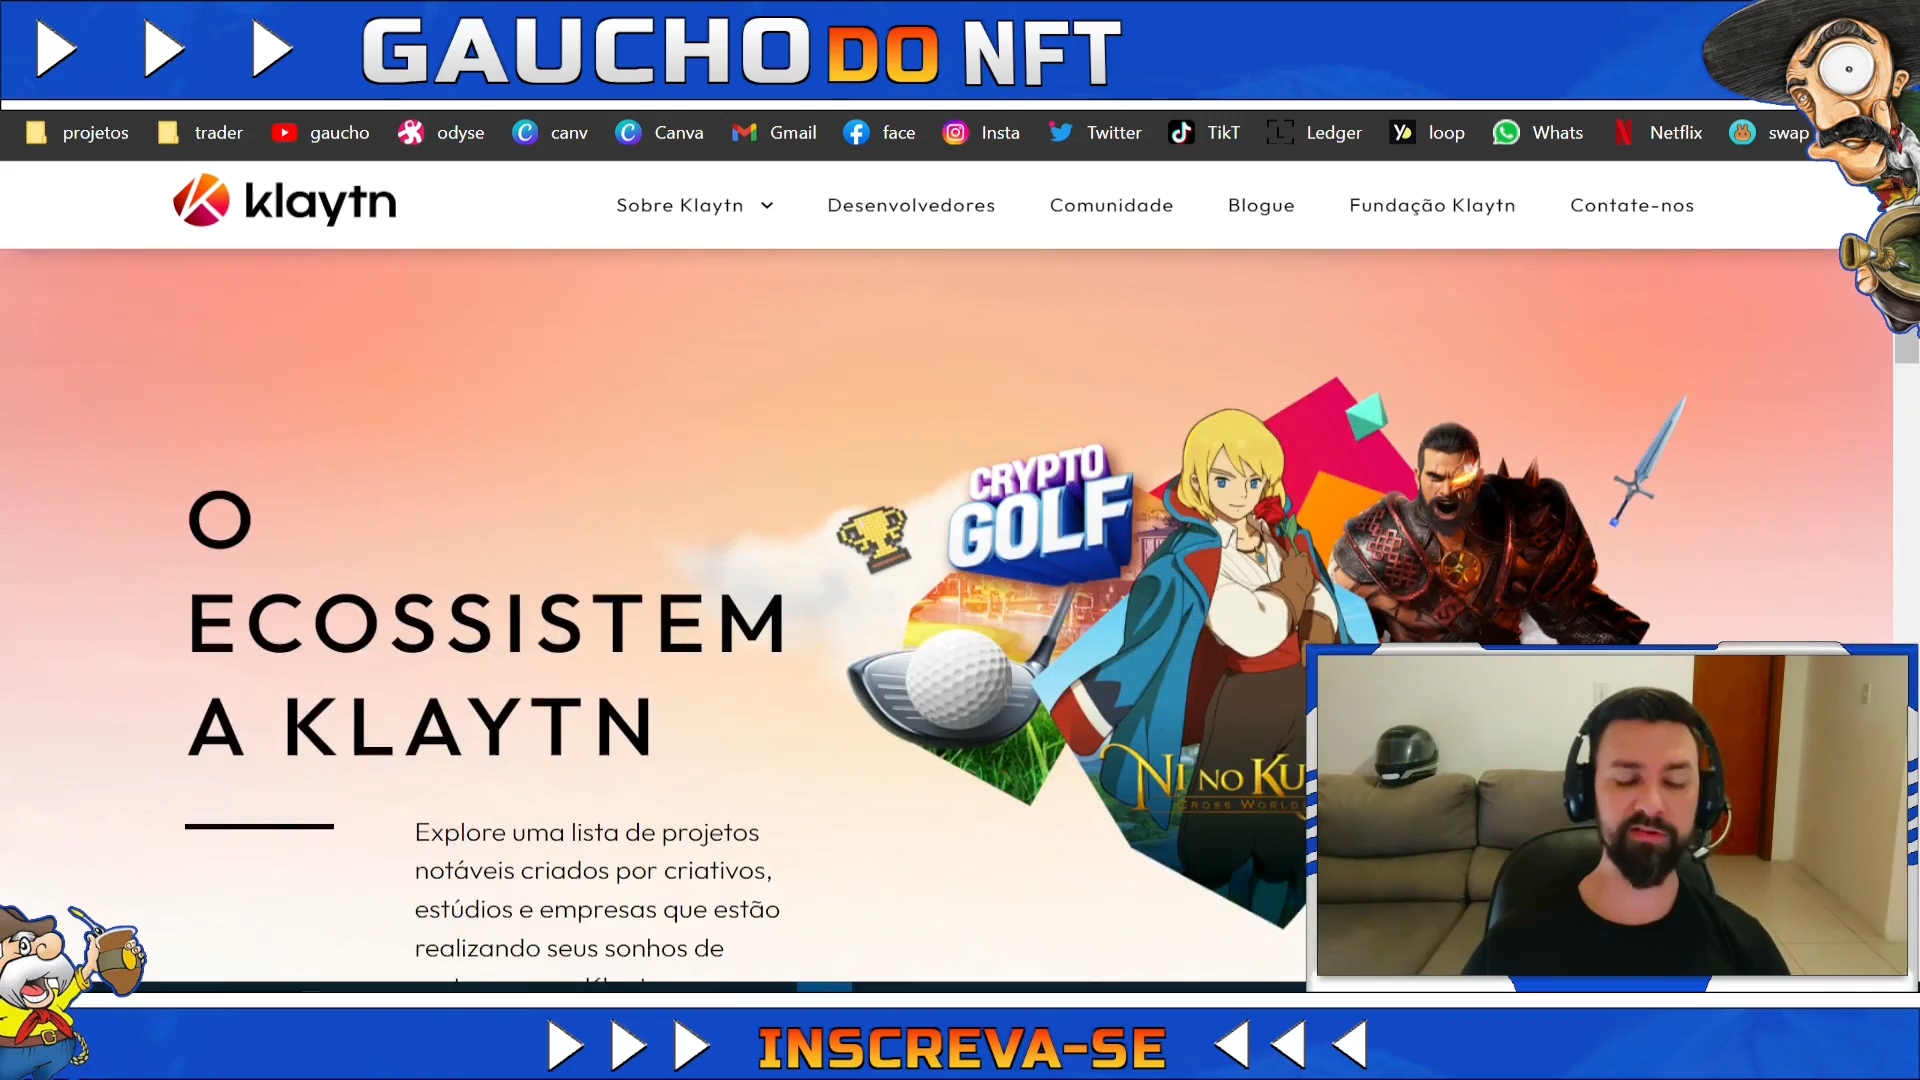 GAUCHO DO NFT
projetos trader gaucho odyse canv Canva Gmail face Insta Twitter TikT Ledger loop Whats Netflix swap
klaytn
Sobre Klaytn Desenvolvedores Comunidade Blogue Fundação Klaytn Contate-nos
CRYPTO
GOLF
O
ECOSSISTEM
A KLAYTN
NI NO KU
CROSS WORLD
Explore uma lista de projetos
notáveis criados por criativos,
estúdios e empresas que estão
realizando seus sonhos de
INSCREVA-SE